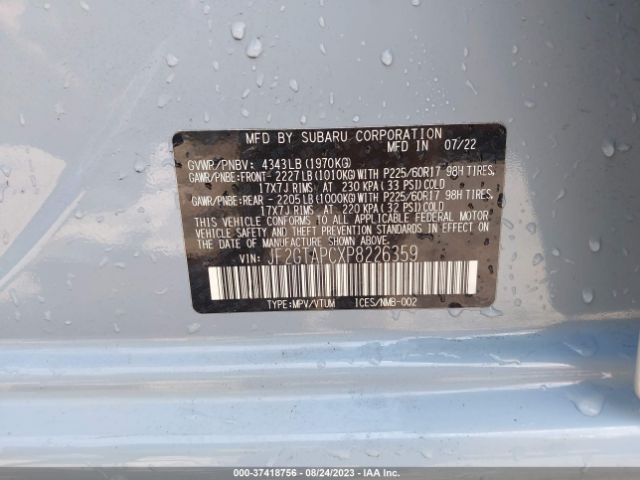 MFD BY SUBARU CORPORATION
MFD IN 07/22
GVWR/PNBV: 4343LB (1970KG)
GAWR/PNBE:FRONT- 2227LB (1010KG) WITH P225/60R17 98H TIRES,
17X7J RIMS AT 230 KPA (33 PSI) COLD
GAWR/PNBE:REAR - 2205LB (1000KG) WITH P225/60R17 98H TIRES,
17X7J RIMS AT 220 KPA (32 PSI) COLD
THIS VEHICLE CONFORMS TO ALL APPLICABLE FEDERAL MOTOR
VEHICLE SAFETY AND THEFT PREVENTION STANDARDS IN
EFFECT ON THE DATE OF MANUFACTURE SHOWN ABOVE.
VIN: JF2GTAPCXP8226359
TYPE:MPV/VTUM ICES/NMB-002
000-37418756 - 08/24/2023 - IAA Inc.